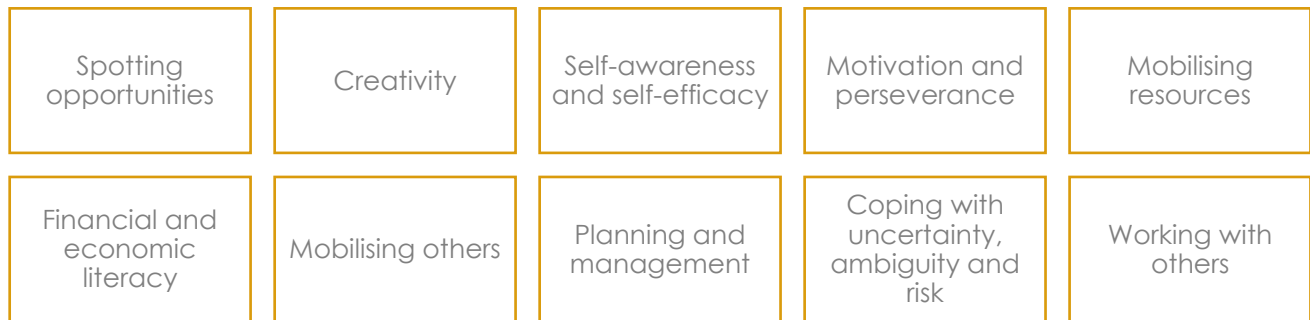 Spotting
opportunities
Creativity
Self-awareness
and self-efficacy
Motivation and
perseverance
Mobilising
resources
Financial and
economic
literacy
Mobilising others
Planning and
management
Coping with
uncertainty,
ambiguity and
risk
Working with
others